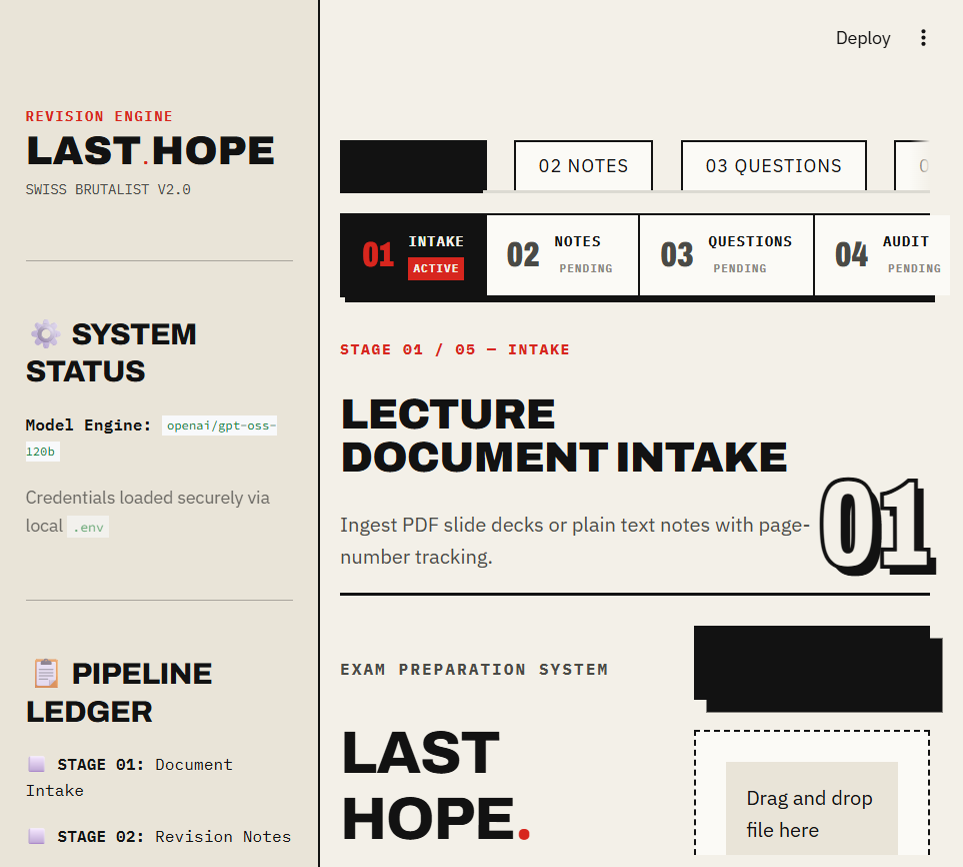 Deploy
REVISION ENGINE
LAST.HOPE
SWISS BRUTALIST V2.0
SYSTEM
STATUS
Model Engine: openai/gpt-oss-
120b
Credentials loaded securely via
local .env
PIPELINE
LEDGER
STAGE 01: Document
Intake
STAGE 02: Revision Notes
02 NOTES
03 QUESTIONS
01 INTAKE
ACTIVE
02 NOTES
PENDING
03 QUESTIONS
PENDING
04 AUDIT
PENDING
STAGE 01 / 05 — INTAKE
LECTURE
DOCUMENT INTAKE
Ingest PDF slide decks or plain text notes with page-
number tracking.
01
EXAM PREPARATION SYSTEM
LAST
HOPE.
Drag and drop
file here